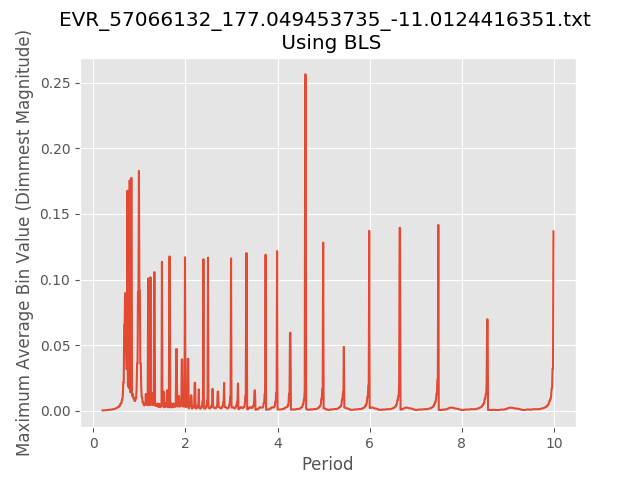 EVR_57066132_177.049453735_-11.0124416351.txt
Using BLS
Maximum Average Bin Value (Dimmest Magnitude)
0.25
0.20
0.15
0.10
0.05
0.00
0 2 4 6 8 10
Period